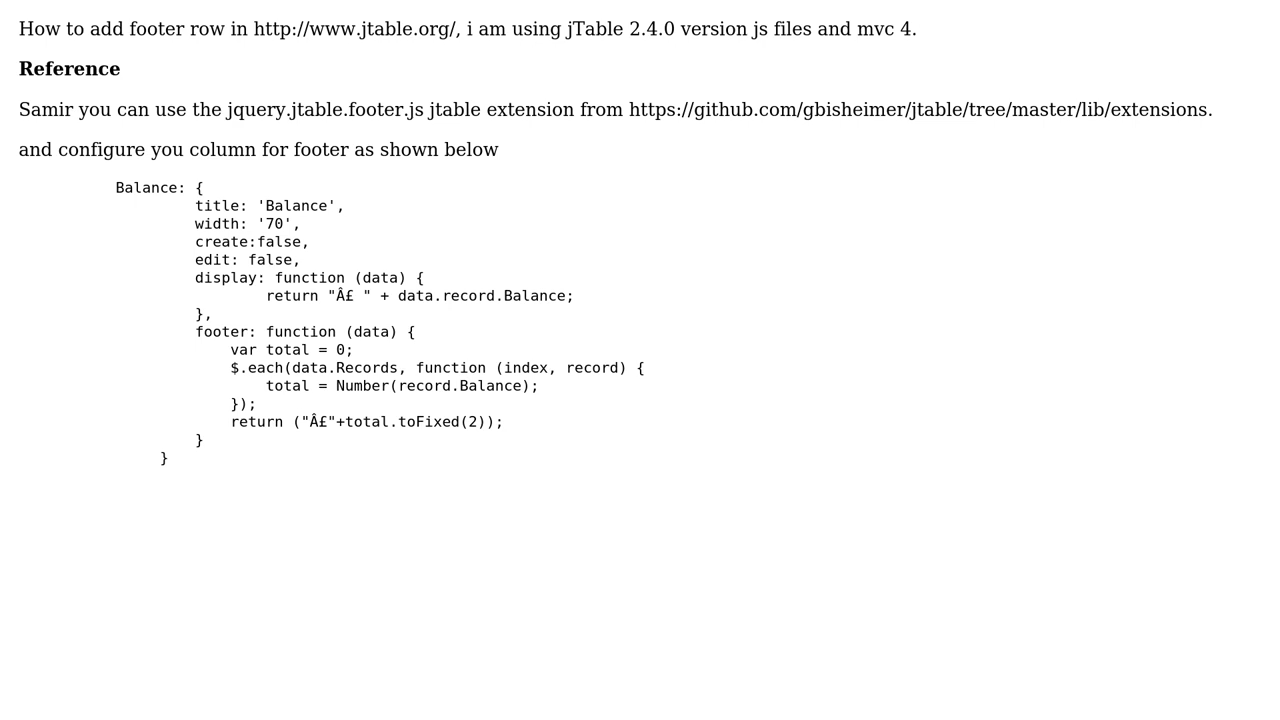 How to add footer row in http://www.jtable.org/, i am using jTable 2.4.0 version js files and mvc 4.
Reference
Samir you can use the jquery.jtable.footer.js jtable extension from https://github.com/gbisheimer/jtable/tree/master/lib/extensions.
and configure you column for footer as shown below
Balance: {
title: 'Balance',
width: '70',
create:false,
edit: false,
display: function (data) {
return "Â£ " + data.record.Balance;
},
footer: function (data) {
var total = 0;
$.each(data.Records, function (index, record) {
total = Number(record.Balance);
});
return ("Â£"+total.toFixed(2));
}
}